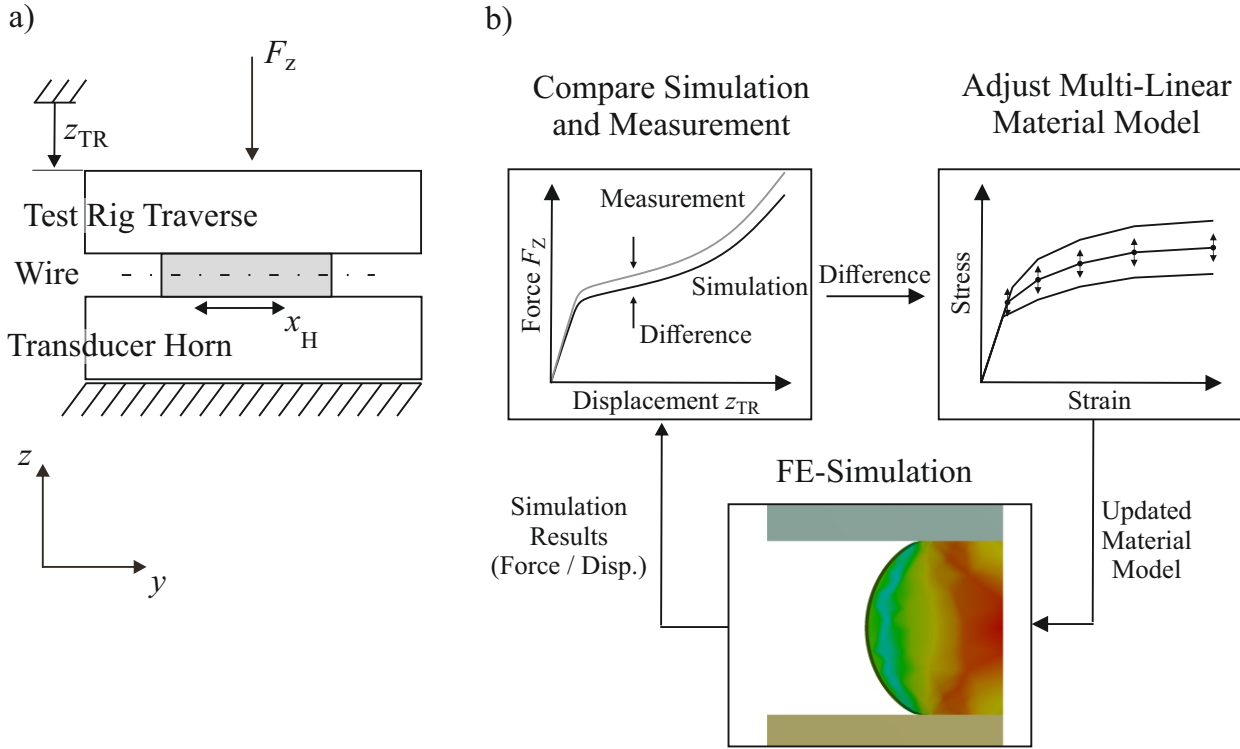 a)
F_z
z_TR
Test Rig Traverse
Wire
x_H
Transducer Horn
z
y
b)
Compare Simulation
and Measurement
Force F_Z
Measurement
Simulation
Difference
Displacement z_TR
Difference
Adjust Multi-Linear
Material Model
Stress
Strain
FE-Simulation
Simulation
Results
(Force / Disp.)
Updated
Material
Model